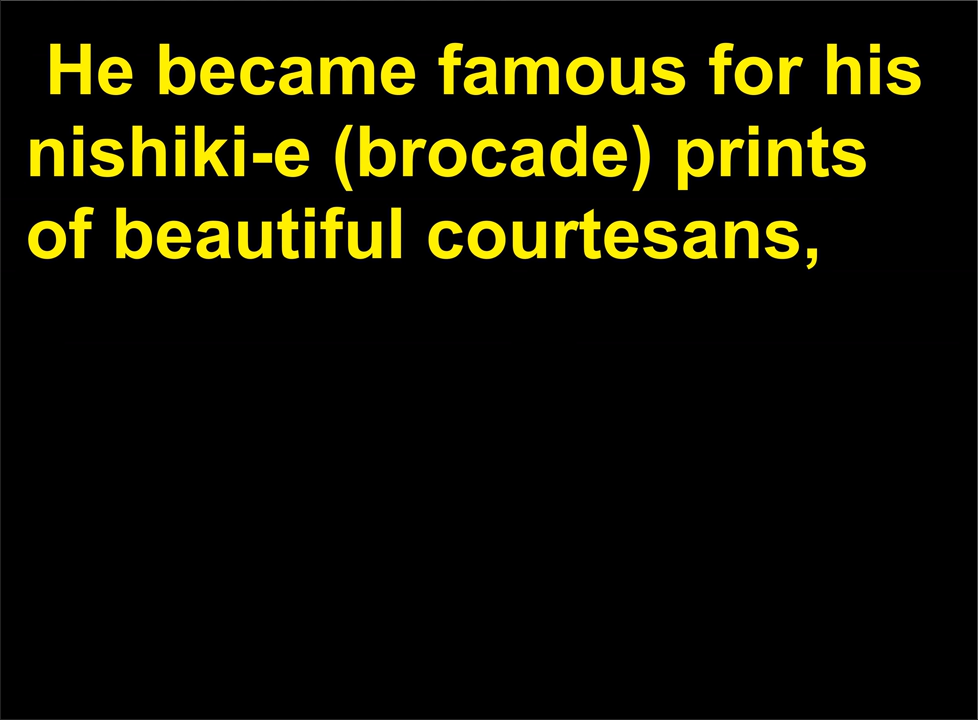 He became famous for his
nishiki-e (brocade) prints
of beautiful courtesans,